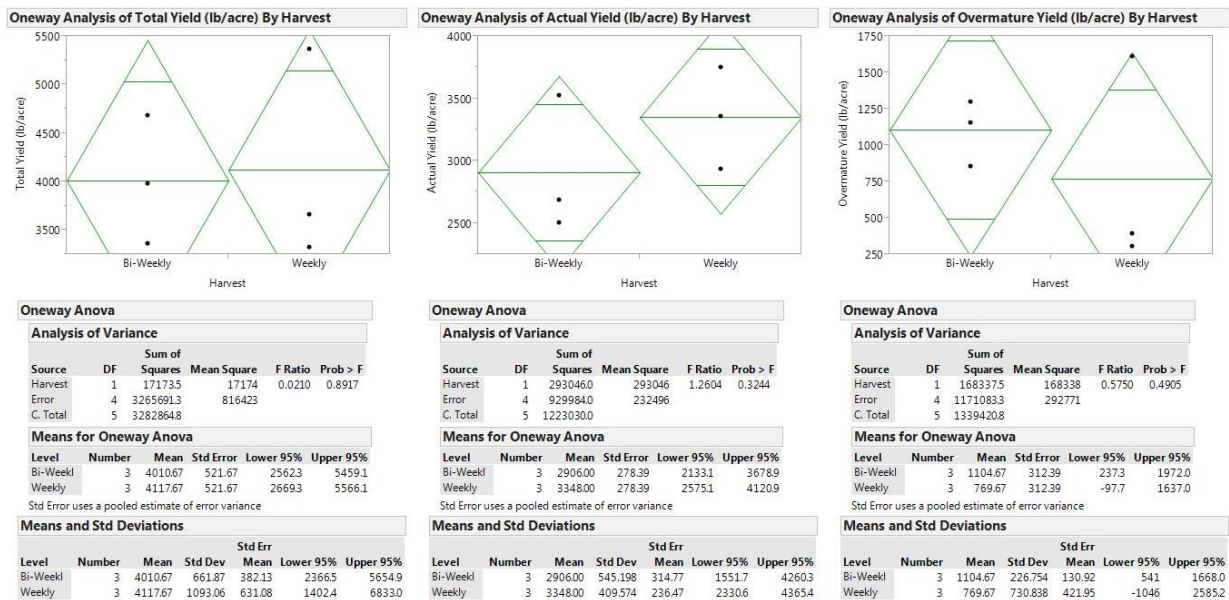 Oneway Analysis of Total Yield (lb/acre) By Harvest
5500
5000
4500
4000
3500
Total Yield (lb/acre)
Bi-Weekly Weekly
Harvest
Oneway Anova
Analysis of Variance
Sum of
Source DF Squares Mean Square F Ratio Prob > F
Harvest 1 17173.5 17174 0.0210 0.8917
Error 4 3265691.3 816423
C. Total 5 3282864.8
Means for Oneway Anova
Level Number Mean Std Error Lower 95% Upper 95%
Bi-Weekl 3 4010.67 521.67 2562.3 5459.1
Weekly 3 4117.67 521.67 2669.3 5566.1
Std Error uses a pooled estimate of error variance
Means and Std Deviations
Std Err
Level Number Mean Std Dev Mean Lower 95% Upper 95%
Bi-Weekl 3 4010.67 661.87 382.13 2366.5 5654.9
Weekly 3 4117.67 1093.06 631.08 1402.4 6833.0
Oneway Analysis of Actual Yield (lb/acre) By Harvest
4000
3500
3000
2500
Actual Yield (lb/acre)
Bi-Weekly Weekly
Harvest
Oneway Anova
Analysis of Variance
Sum of
Source DF Squares Mean Square F Ratio Prob > F
Harvest 1 293046.0 293046 1.2604 0.3244
Error 4 929984.0 232496
C. Total 5 1223030.0
Means for Oneway Anova
Level Number Mean Std Error Lower 95% Upper 95%
Bi-Weekl 3 2906.00 278.39 2133.1 3678.9
Weekly 3 3348.00 278.39 2575.1 4120.9
Std Error uses a pooled estimate of error variance
Means and Std Deviations
Std Err
Level Number Mean Std Dev Mean Lower 95% Upper 95%
Bi-Weekl 3 2906.00 545.198 314.77 1551.7 4260.3
Weekly 3 3348.00 409.574 236.47 2330.6 4365.4
Oneway Analysis of Overmature Yield (lb/acre) By Harvest
1750
1500
1250
1000
750
500
250
Overmature Yield (lb/acre)
Bi-Weekly Weekly
Harvest
Oneway Anova
Analysis of Variance
Sum of
Source DF Squares Mean Square F Ratio Prob > F
Harvest 1 168337.5 168338 0.5750 0.4905
Error 4 1171083.3 292771
C. Total 5 1339420.8
Means for Oneway Anova
Level Number Mean Std Error Lower 95% Upper 95%
Bi-Weekl 3 1104.67 312.39 237.3 1972.0
Weekly 3 769.67 312.39 -97.7 1637.0
Std Error uses a pooled estimate of error variance
Means and Std Deviations
Std Err
Level Number Mean Std Dev Mean Lower 95% Upper 95%
Bi-Weekl 3 1104.67 226.754 130.92 541 1668.0
Weekly 3 769.67 730.838 421.95 -1046 2585.2